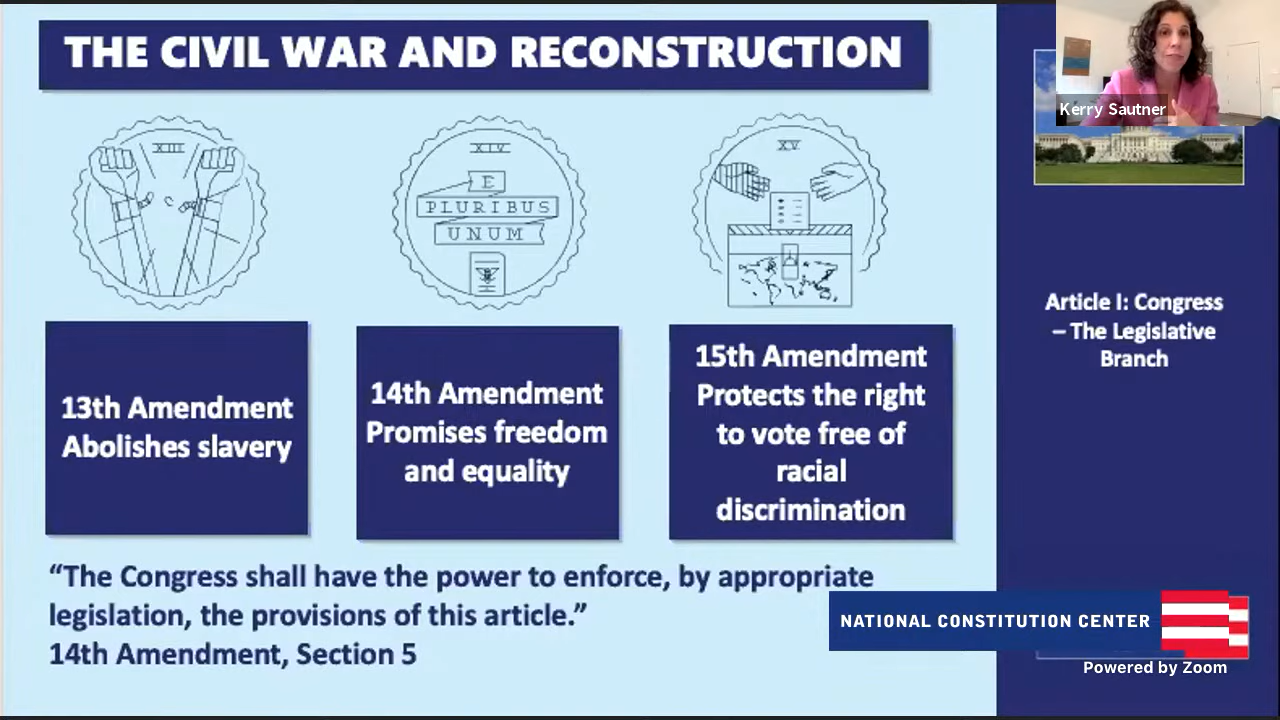 THE CIVIL WAR AND RECONSTRUCTION
Kerry Sautner
XIII
XIV
XV
E
PLURIBUS
UNUM
13th Amendment
Abolishes slavery
14th Amendment
Promises freedom
and equality
15th Amendment
Protects the right
to vote free of
racial
discrimination
Article I: Congress
– The Legislative
Branch
“The Congress shall have the power to enforce, by appropriate
legislation, the provisions of this article.”
14th Amendment, Section 5
NATIONAL CONSTITUTION CENTER
Powered by Zoom